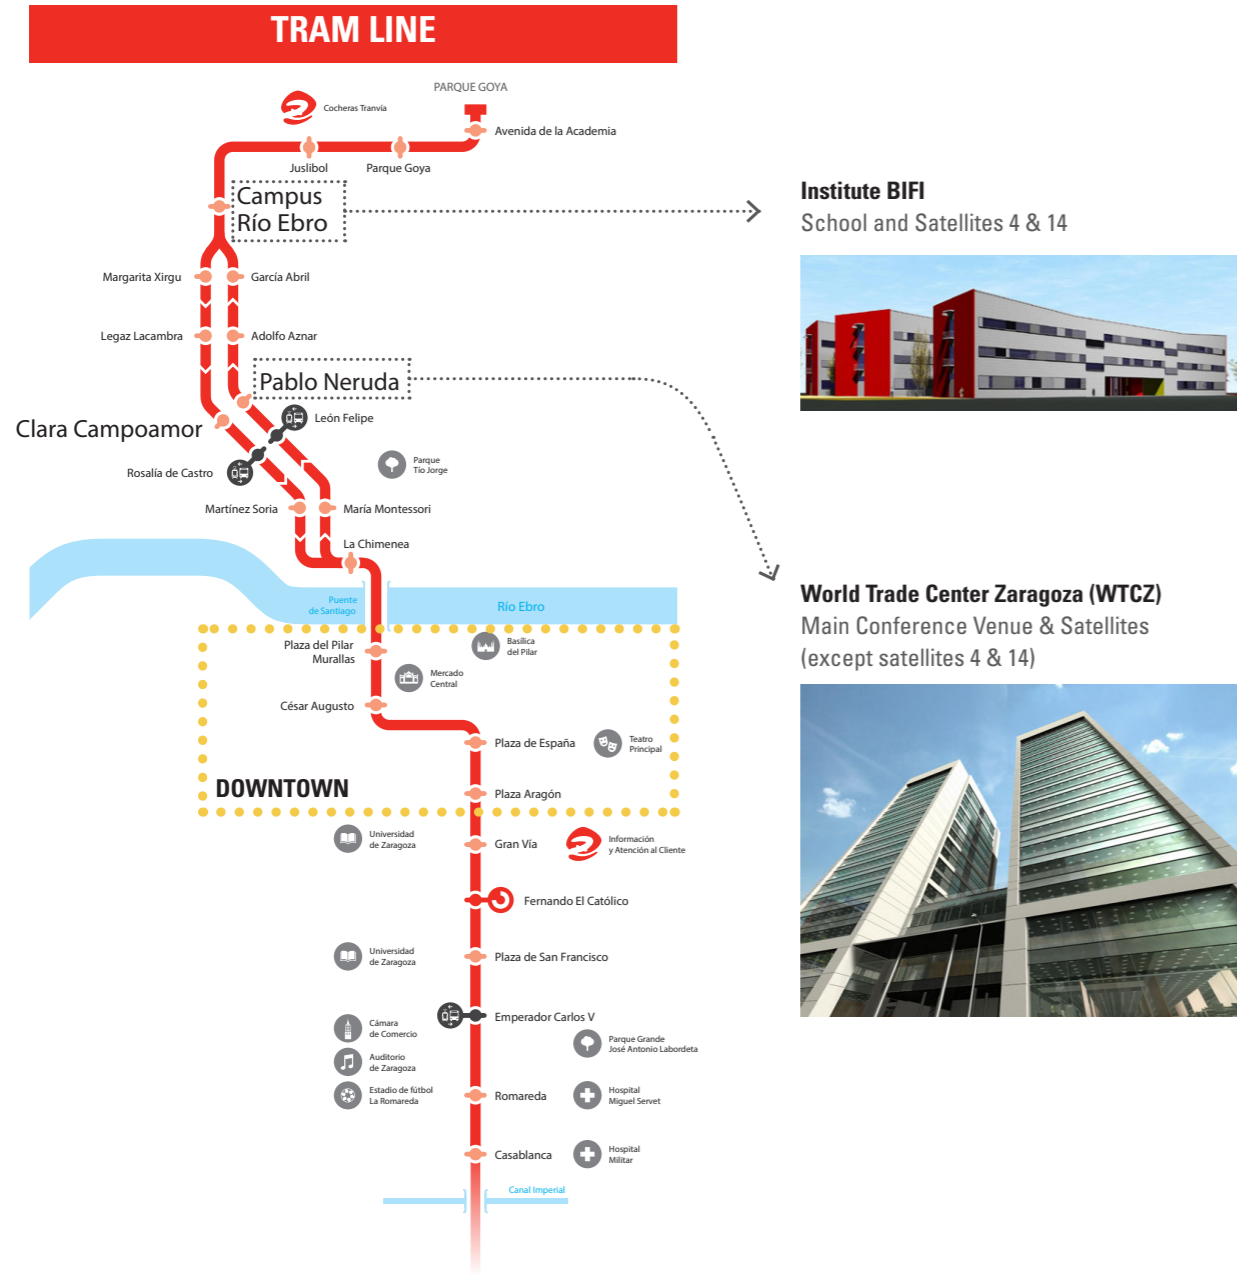 TRAM LINE
PARQUE GOYA
Cocheras Tranvía
Avenida de la Academia
Juslibol
Parque Goya
Campus
Río Ebro
Margarita Xirgu
García Abril
Legaz Lacambra
Adolfo Aznar
Pablo Neruda
León Felipe
Clara Campoamor
Rosalía de Castro
Parque
Tío Jorge
Martínez Soria
María Montessori
La Chimenea
Puente
de Santiago
Río Ebro
Plaza del Pilar
Murallas
Basílica
del Pilar
Mercado
Central
César Augusto
Plaza de España
Teatro
Principal
DOWNTOWN
Plaza Aragón
Universidad
de Zaragoza
Gran Vía
Información
y Atención al Cliente
Fernando El Católico
Universidad
de Zaragoza
Plaza de San Francisco
Emperador Carlos V
Cámara
de Comercio
Parque Grande
José Antonio Labordeta
Auditorio
de Zaragoza
Estadio de fútbol
La Romareda
Romareda
Hospital
Miguel Servet
Casablanca
Hospital
Militar
Canal Imperial
Institute BIFI
School and Satellites 4 & 14
World Trade Center Zaragoza (WTCZ)
Main Conference Venue & Satellites
(except satellites 4 & 14)